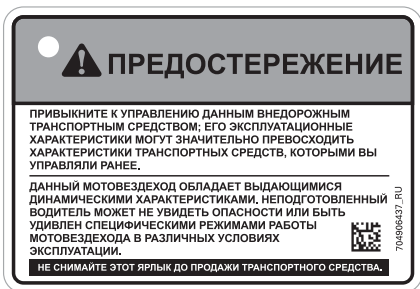 ПРЕДОСТЕРЕЖЕНИЕ
ПРИВЫКНИТЕ К УПРАВЛЕНИЮ ДАННЫМ ВНЕДОРОЖНЫМ
ТРАНСПОРТНЫМ СРЕДСТВОМ; ЕГО ЭКСПЛУАТАЦИОННЫЕ
ХАРАКТЕРИСТИКИ МОГУТ ЗНАЧИТЕЛЬНО ПРЕВОСХОДИТЬ
ХАРАКТЕРИСТИКИ ТРАНСПОРТНЫХ СРЕДСТВ, КОТОРЫМИ ВЫ
УПРАВЛЯЛИ РАНЕЕ.
ДАННЫЙ МОТОВЕЗДЕХОД ОБЛАДАЕТ ВЫДАЮЩИМИСЯ
ДИНАМИЧЕСКИМИ ХАРАКТЕРИСТИКАМИ. НЕПОДГОТОВЛЕННЫЙ
ВОДИТЕЛЬ МОЖЕТ НЕ УВИДЕТЬ ОПАСНОСТИ ИЛИ БЫТЬ
УДИВЛЕН СПЕЦИФИЧЕСКИМИ РЕЖИМАМИ РАБОТЫ
МОТОВЕЗДЕХОДА В РАЗЛИЧНЫХ УСЛОВИЯХ
ЭКСПЛУАТАЦИИ.
704906437_RU
НЕ СНИМАЙТЕ ЭТОТ ЯРЛЫК ДО ПРОДАЖИ ТРАНСПОРТНОГО СРЕДСТВА.